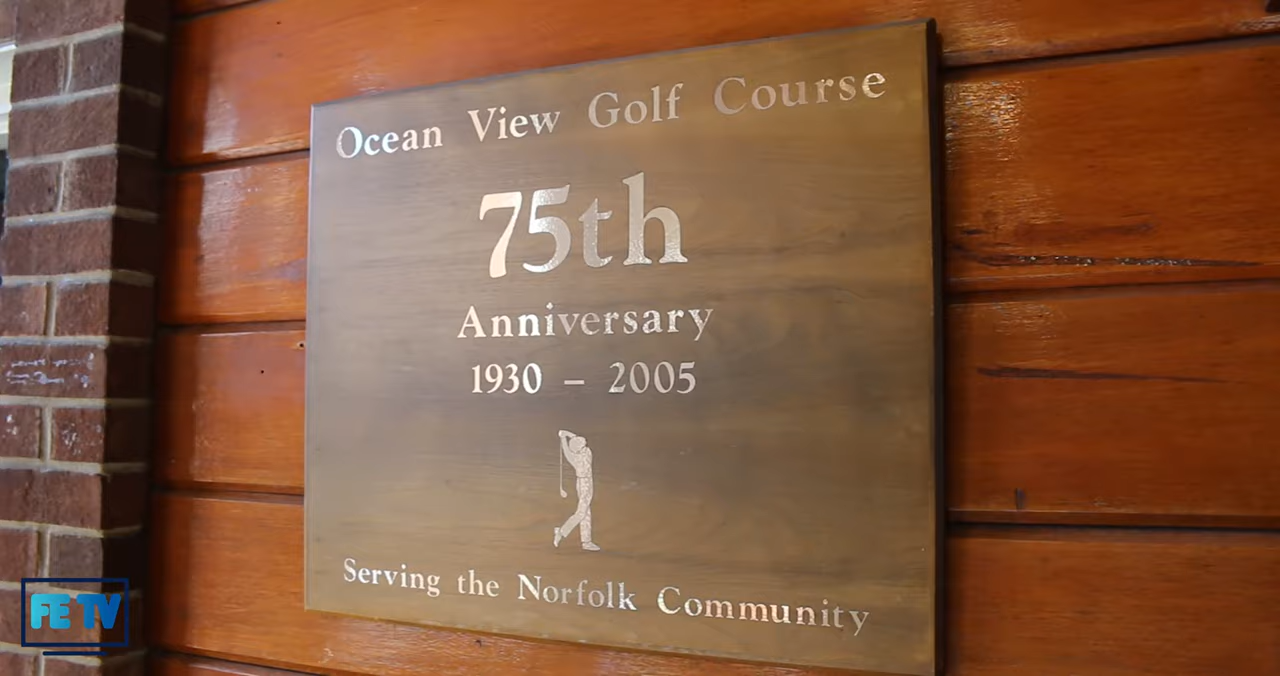 Ocean View Golf Course
75th
Anniversary
1930 – 2005
Serving the Norfolk Community
FE TV